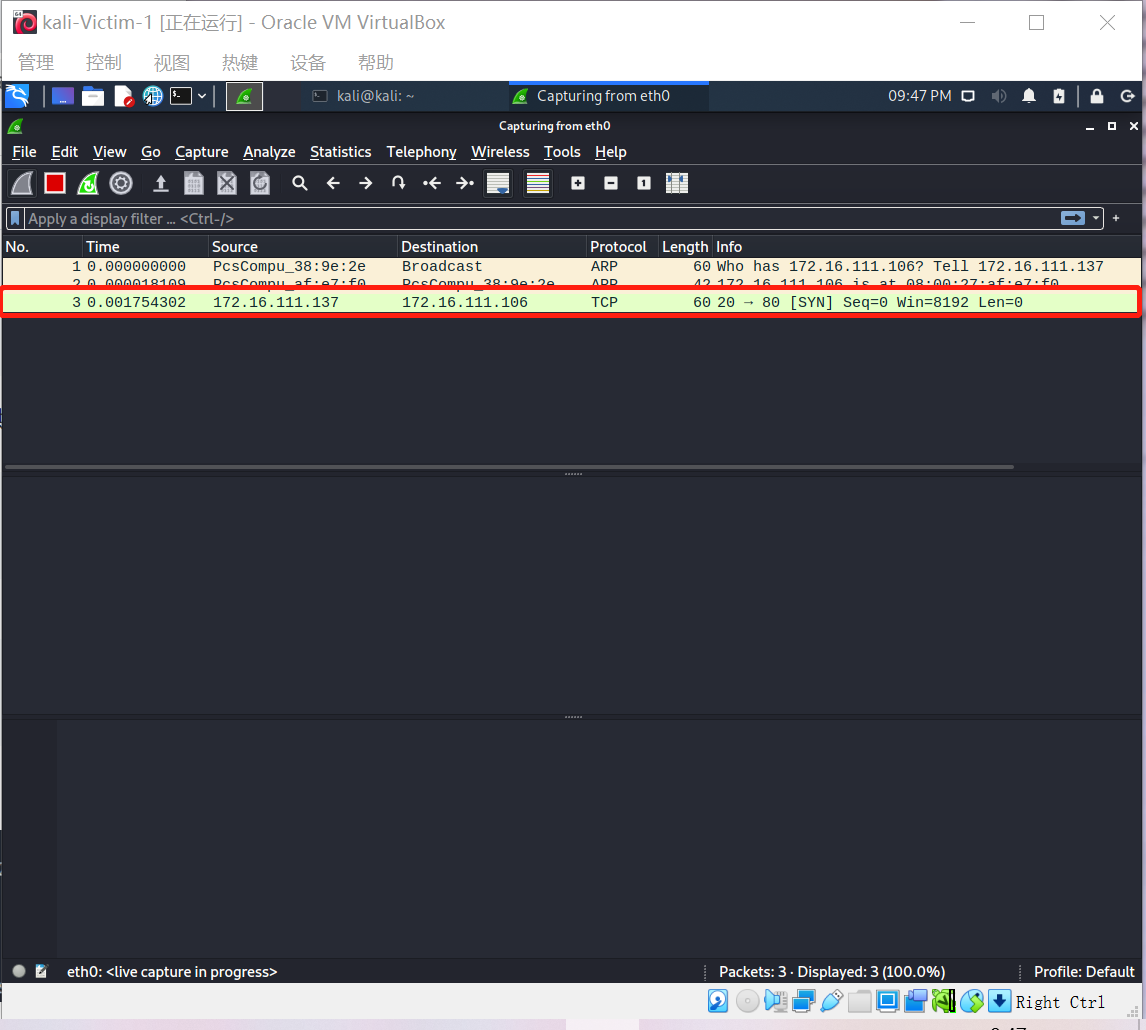 kali-Victim-1 [正在运行] - Oracle VM VirtualBox
管理 控制 视图 热键 设备 帮助
kali@kali: ~ Capturing from eth0 09:47 PM
Capturing from eth0
File Edit View Go Capture Analyze Statistics Telephony Wireless Tools Help
Apply a display filter ... <Ctrl-/> +
No. Time Source Destination Protocol Length Info
1 0.000000000 PcsCompu_38:9e:2e Broadcast ARP 60 Who has 172.16.111.106? Tell 172.16.111.137
2 0.000018109 PcsCompu_af:e7:f0 PcsCompu_38:9e:2e ARP 42 172.16.111.106 is at 08:00:27:af:e7:f0
3 0.001754302 172.16.111.137 172.16.111.106 TCP 60 20 → 80 [SYN] Seq=0 Win=8192 Len=0
eth0: <live capture in progress> Packets: 3 · Displayed: 3 (100.0%) Profile: Default
Right Ctrl